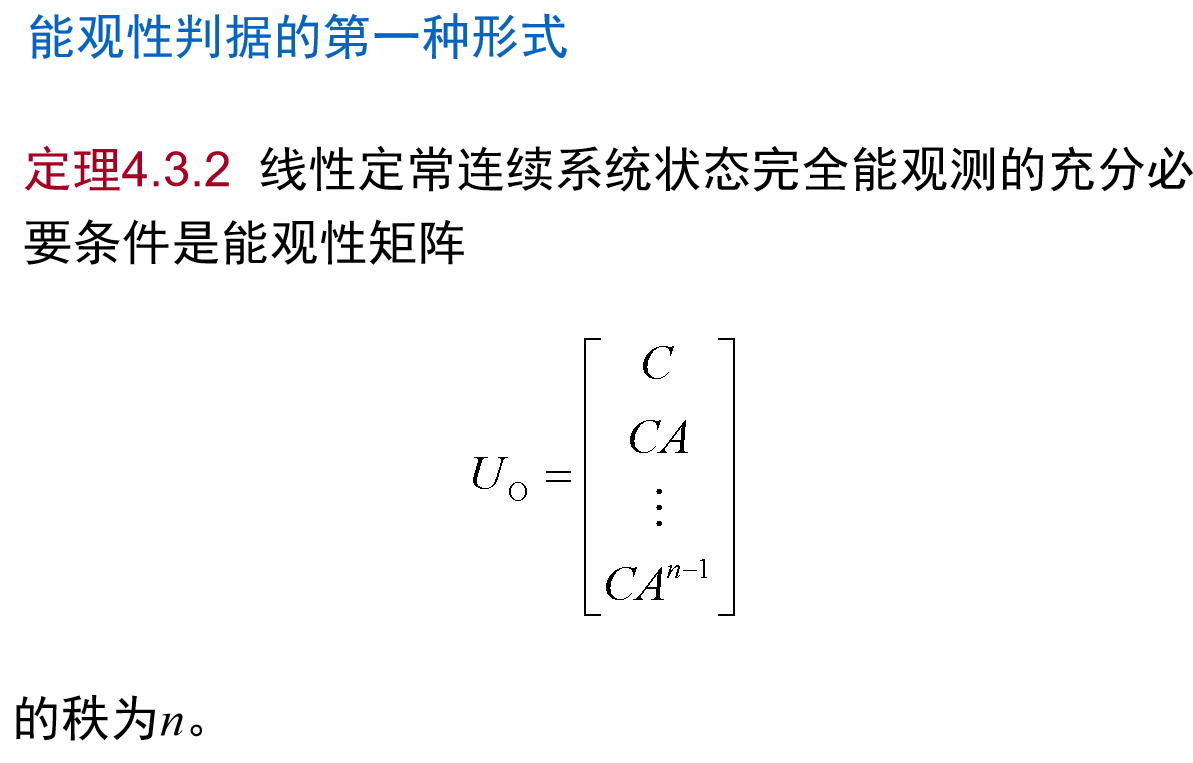 能观性判据的第一种形式
定理4.3.2 线性定常连续系统状态完全能观测的充分必
要条件是能观性矩阵
C
CA
U_O =
⋮
CA^{n-1}
的秩为n。